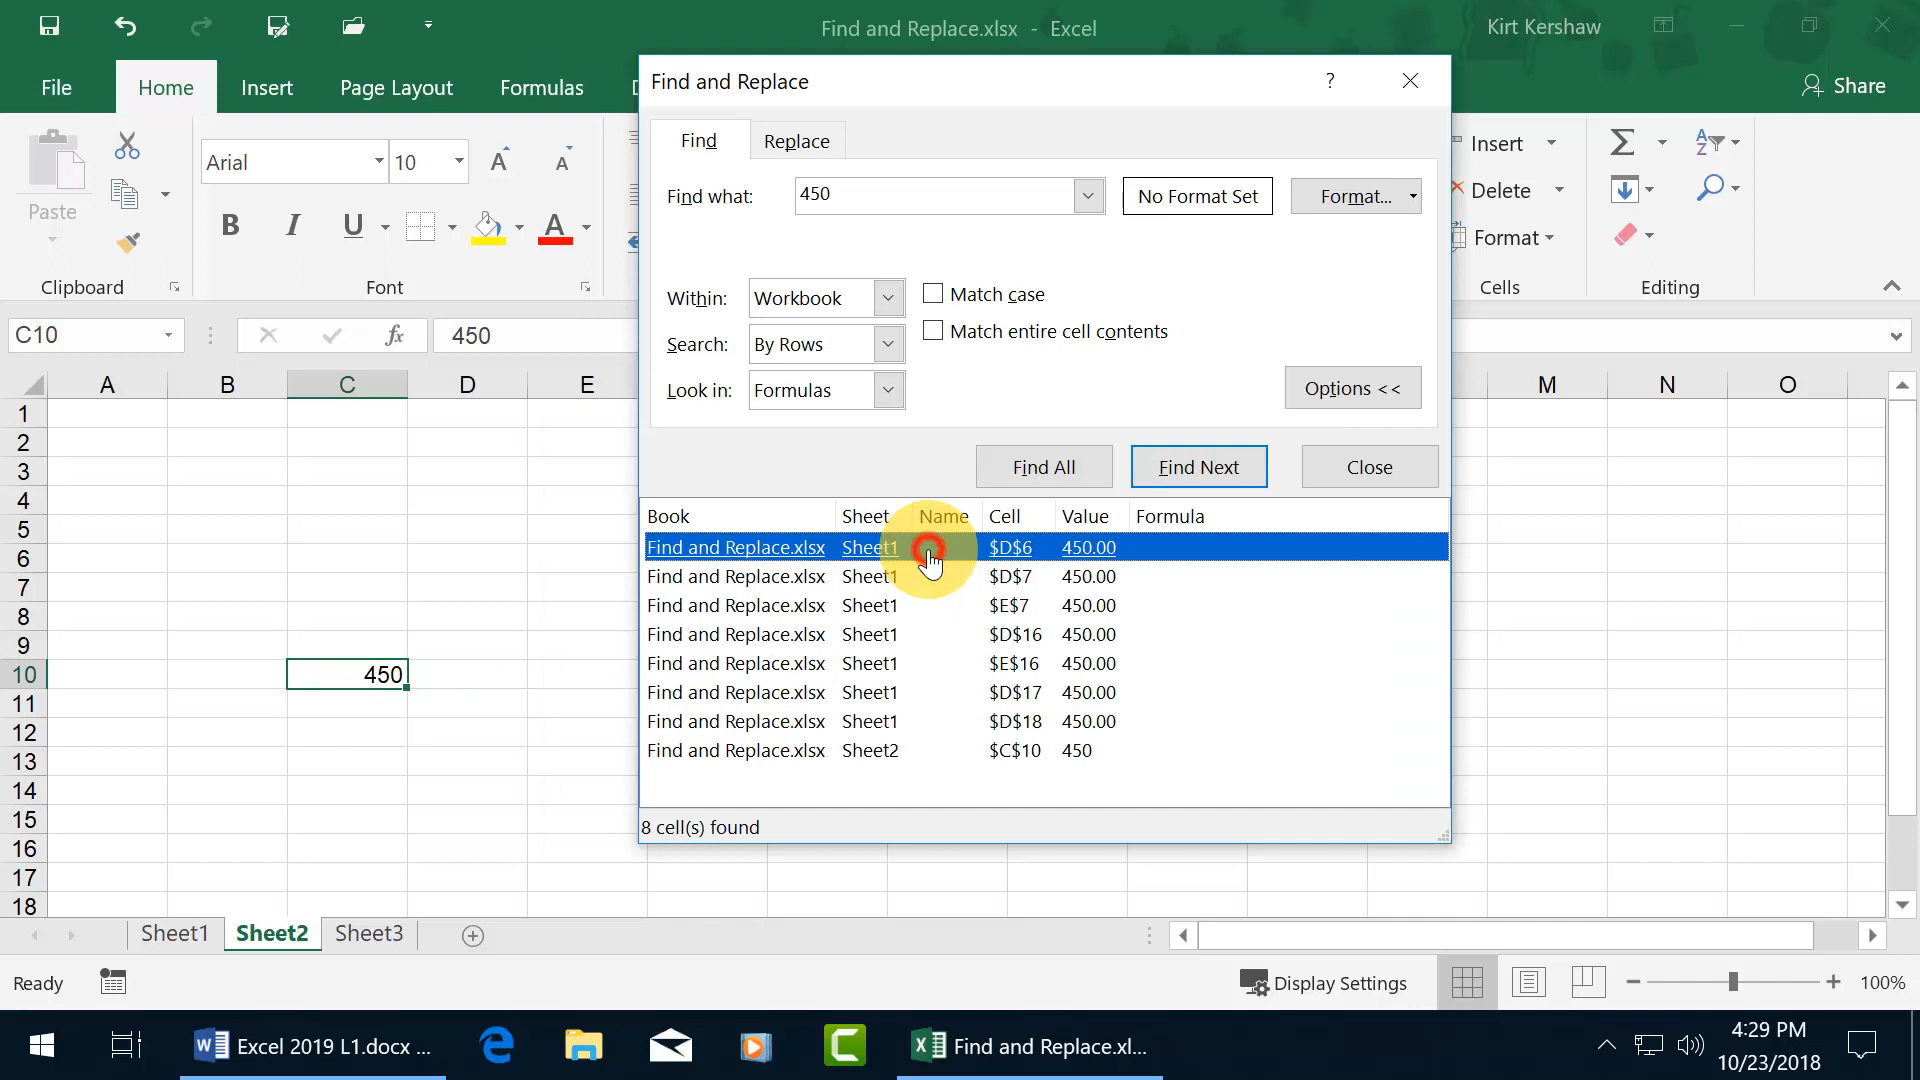 Find and Replace.xlsx - Excel
Kirt Kershaw
File
Home
Insert
Page Layout
Formulas
Share
Paste
Clipboard
Arial
10
B
I
U
A
Font
Insert
Delete
Format
Cells
Editing
Find and Replace
?
Find
Replace
Find what:
450
No Format Set
Format...
Within:
Workbook
Match case
Search:
By Rows
Match entire cell contents
Look in:
Formulas
Options <<
Find All
Find Next
Close
Book Sheet Name Cell Value Formula
Find and Replace.xlsx Sheet1 $D$6 450.00
Find and Replace.xlsx Sheet1 $D$7 450.00
Find and Replace.xlsx Sheet1 $E$7 450.00
Find and Replace.xlsx Sheet1 $D$16 450.00
Find and Replace.xlsx Sheet1 $E$16 450.00
Find and Replace.xlsx Sheet1 $D$17 450.00
Find and Replace.xlsx Sheet1 $D$18 450.00
Find and Replace.xlsx Sheet2 $C$10 450
8 cell(s) found
C10
fx
450
A B C D E M N O
1
2
3
4
5
6
7
8
9
10 450
11
12
13
14
15
16
17
18
Sheet1 Sheet2 Sheet3
Ready
Display Settings
100%
Excel 2019 L1.docx ...
Find and Replace.xl...
4:29 PM
10/23/2018